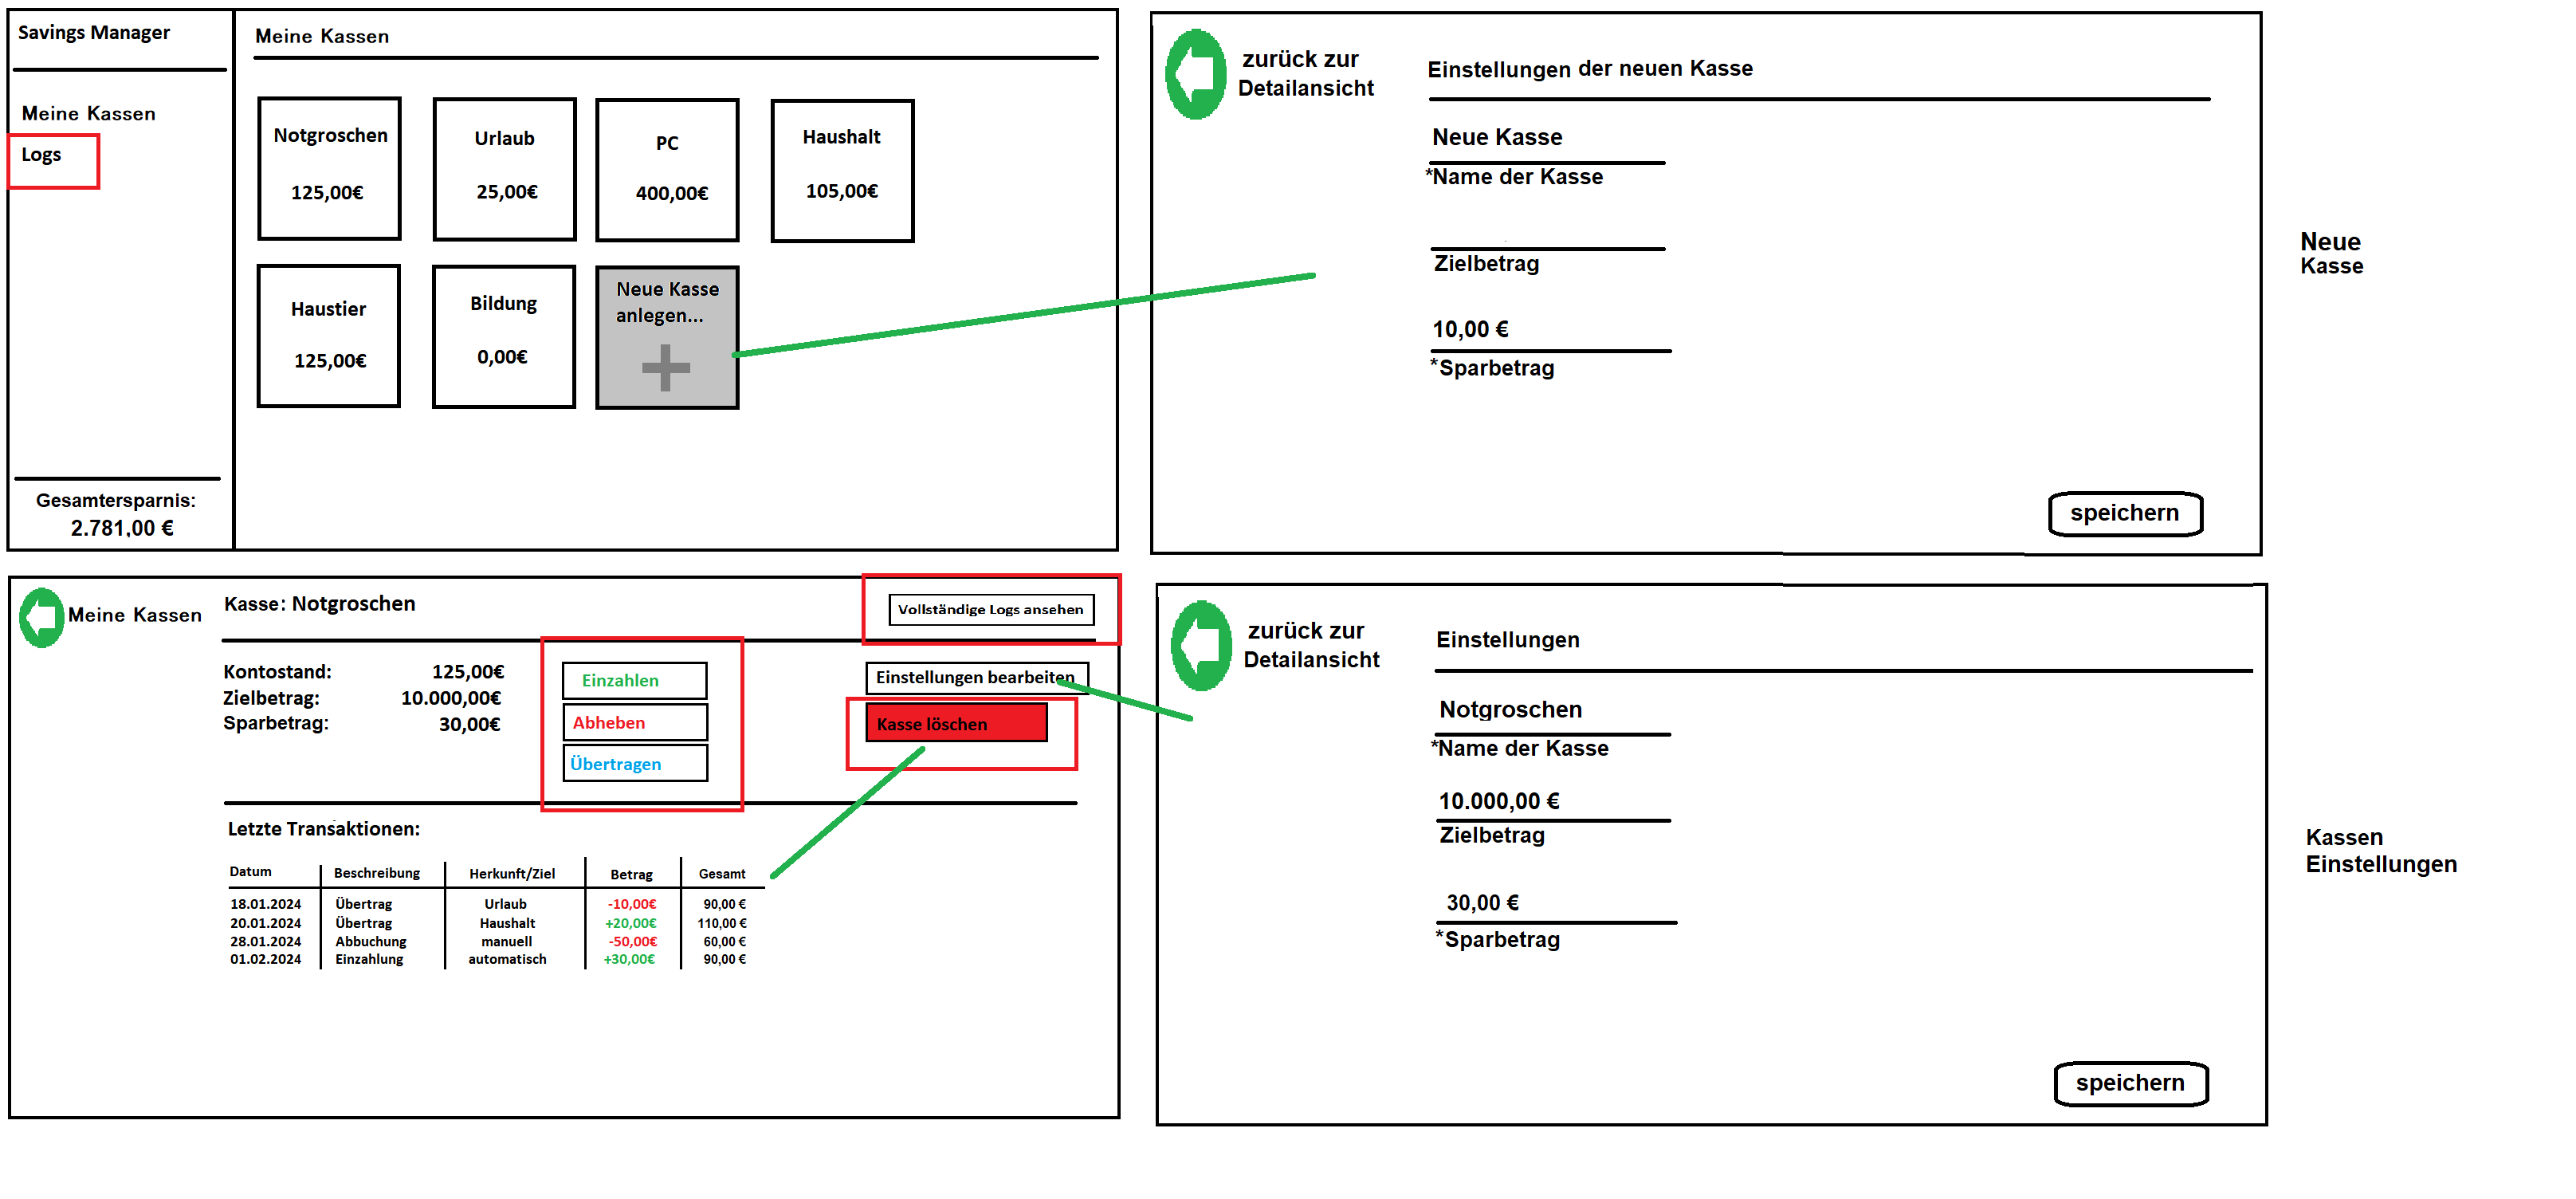 Savings Manager
Meine Kassen
Logs
Gesamtersparnis:
2.781,00 €
Meine Kassen
Notgroschen
125,00€
Urlaub
25,00€
PC
400,00€
Haushalt
105,00€
Haustier
125,00€
Bildung
0,00€
Neue Kasse
anlegen...
zurück zur
Detailansicht
Einstellungen der neuen Kasse
Neue Kasse
*Name der Kasse
Zielbetrag
10,00 €
*Sparbetrag
speichern
Neue
Kasse
Meine Kassen
Kasse: Notgroschen
Vollständige Logs ansehen
Kontostand: 125,00€
Zielbetrag: 10.000,00€
Sparbetrag: 30,00€
Einzahlen
Abheben
Übertragen
Einstellungen bearbeiten
Kasse löschen
Letzte Transaktionen:
Datum Beschreibung Herkunft/Ziel Betrag Gesamt
18.01.2024 Übertrag Urlaub -10,00€ 90,00 €
20.01.2024 Übertrag Haushalt +20,00€ 110,00 €
28.01.2024 Abbuchung manuell -50,00€ 60,00 €
01.02.2024 Einzahlung automatisch +30,00€ 90,00 €
zurück zur
Detailansicht
Einstellungen
Notgroschen
*Name der Kasse
10.000,00 €
Zielbetrag
30,00 €
*Sparbetrag
speichern
Kassen
Einstellungen